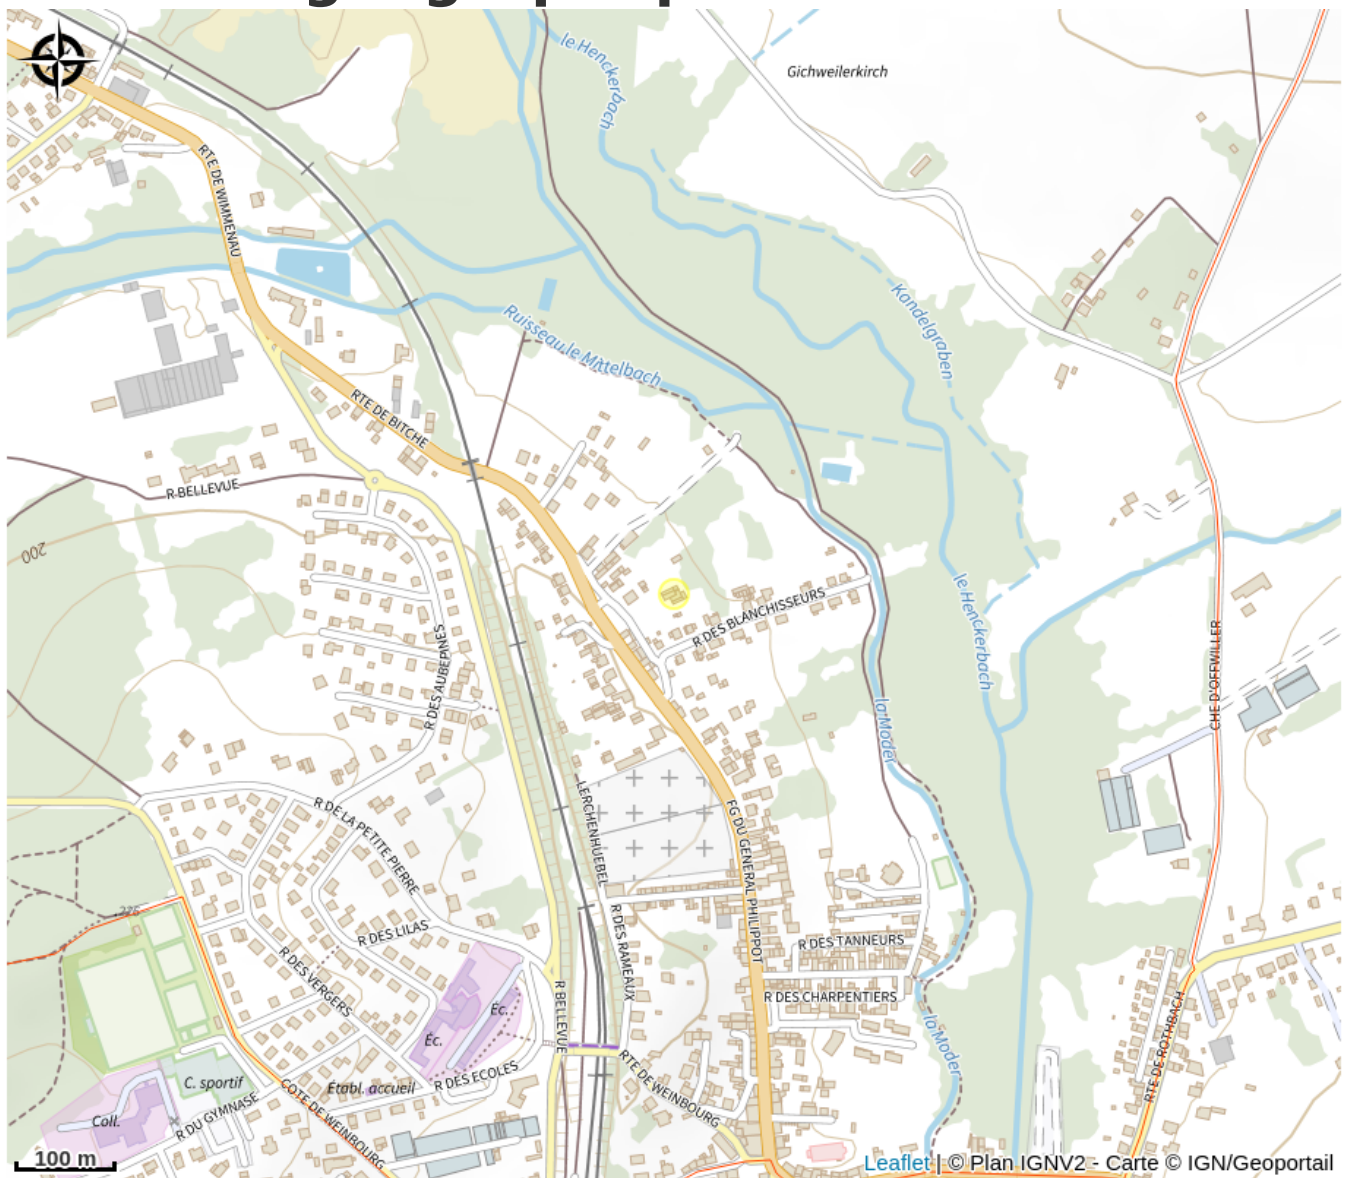 le Henckerbach
Gichweilerkirch
RTE DE WIMMENAU
Kandelgraben
Ruisseau le Mittelbach
RTE DE BITCHE
R BELLEVUE
200
le Henckerbach
R DES BLANCHISSEURS
R DES AUBEPINES
CHE D'OFFWILLER
la Moder
LERCHENHUEBEL
R DE LA PETITE PIERRE
FG DU GENERAL PHILIPPOT
R DES RAMEAUX
R DES LILAS
R DES TANNEURS
R DES VERGERS
R BELLEVUE
R DES CHARPENTIERS
Éc.
Éc.
la Moder
RTE DE ROTHBACH
C. sportif
Établ. accueil
R DES ECOLES
RTE DE WEINBOURG
Coll.
R DU GYMNASE
COTE DE WEINBOURG
100 m
Leaflet | © Plan IGNV2 - Carte © IGN/Geoportail